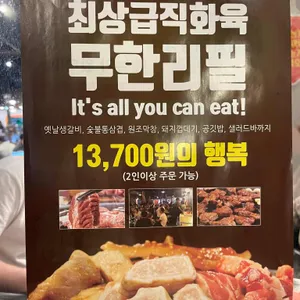 최상급직화육
무한리필
It's all you can eat!
옛날생갈비, 숯불통삼겹, 원조막창, 돼지껍데기, 공깃밥, 샐러드바까지
13,700원의 행복
(2인이상 주문 가능)